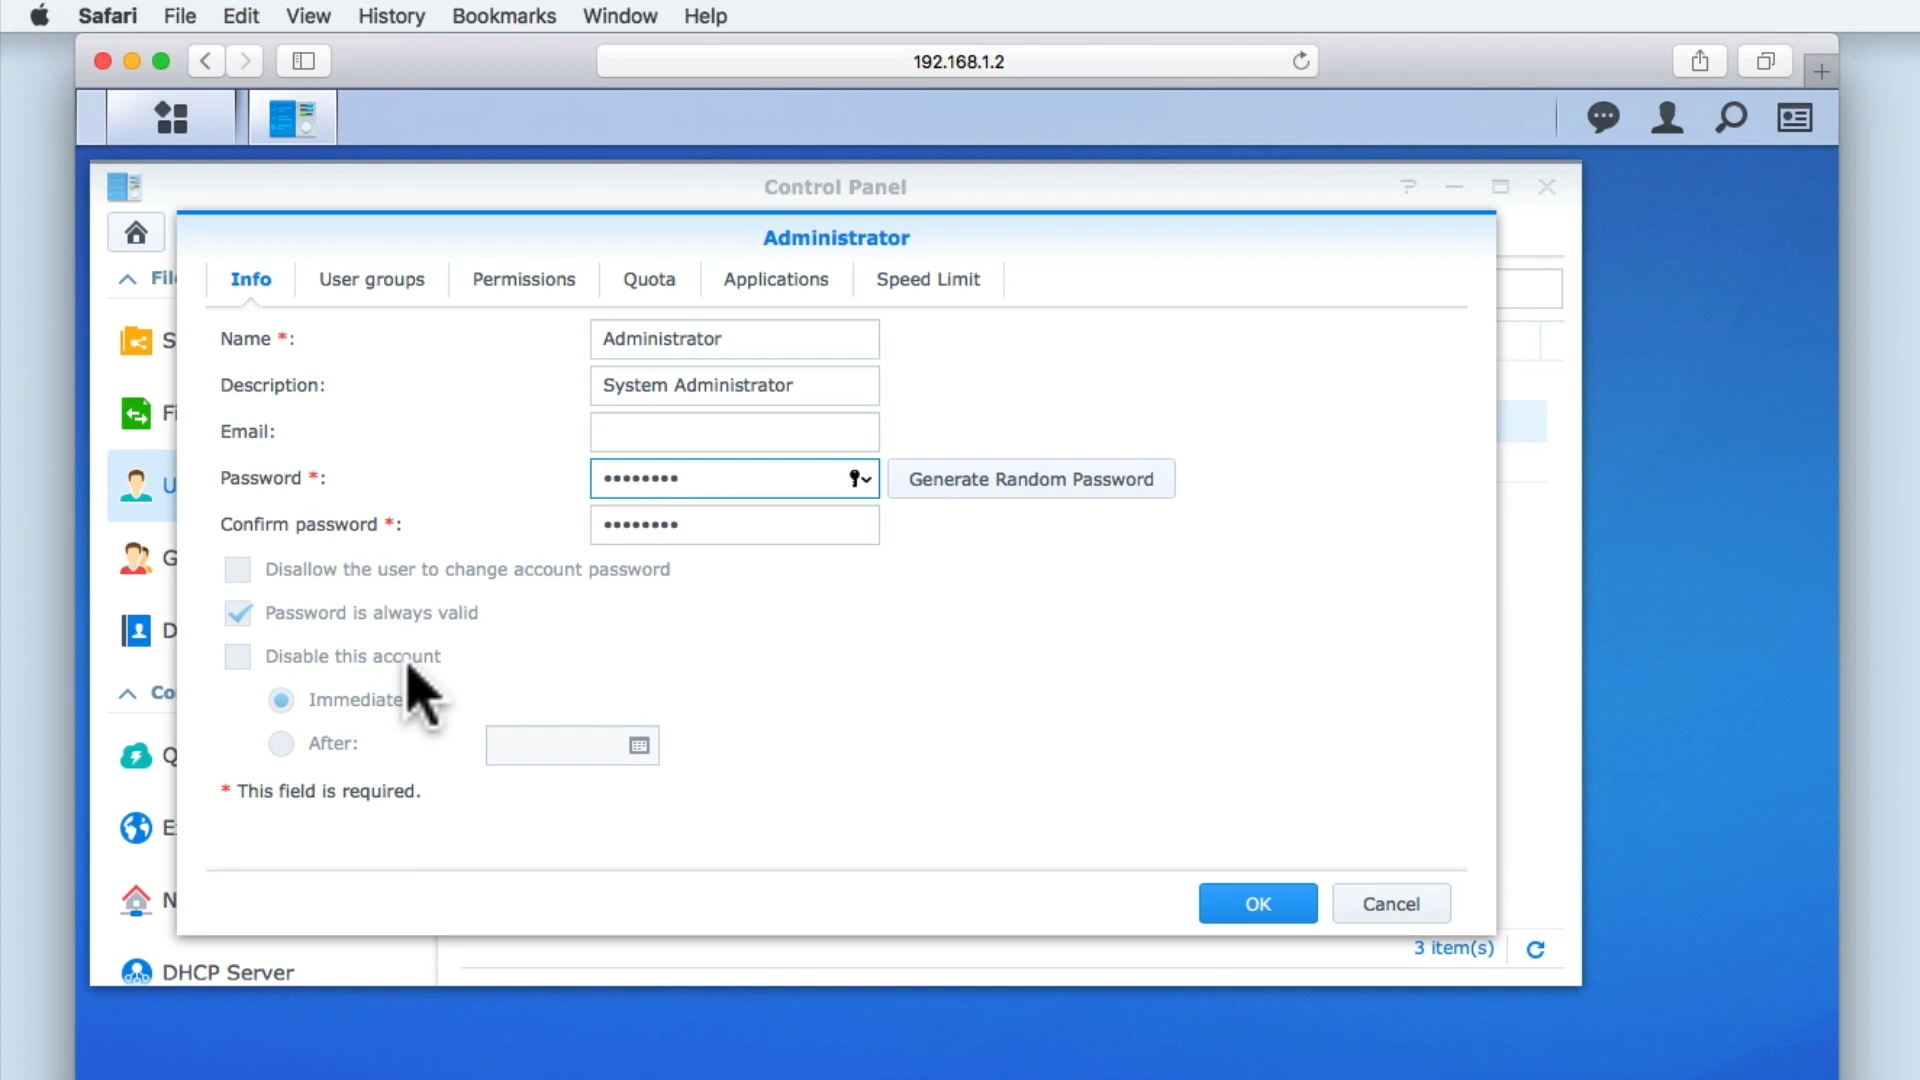 Safari File Edit View History Bookmarks Window Help
192.168.1.2
Control Panel
Administrator
Info User groups Permissions Quota Applications Speed Limit
Name *: Administrator
Description: System Administrator
Email:
Password *: •••••••• Generate Random Password
Confirm password *: ••••••••
Disallow the user to change account password
Password is always valid
Disable this account
Immediate
After:
* This field is required.
OK Cancel
Fil
S
Fi
U
G
D
Co
Q
E
N
DHCP Server
3 item(s)